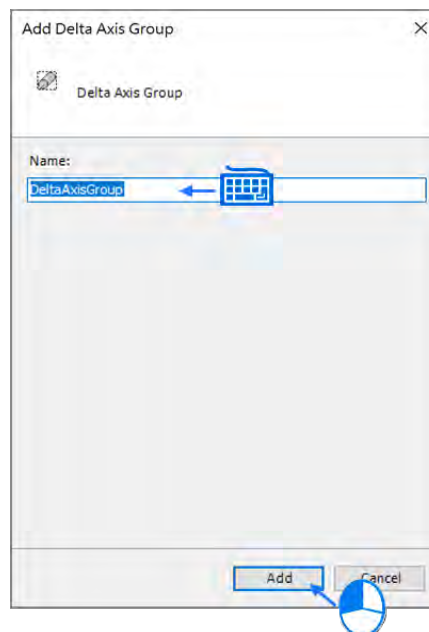 Add Delta Axis Group
Delta Axis Group
Name:
DeltaAxisGroup
Add Cancel